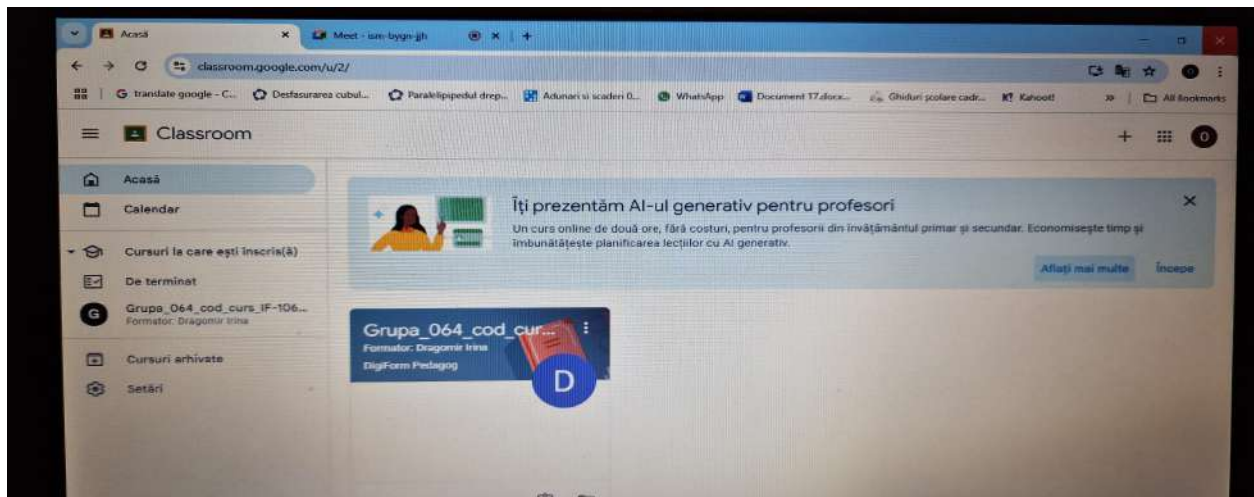 Acasă
Meet - ism-bygn-jjh
classroom.google.com/u/2/
G translate google - C...
Desfasurarea cubul...
Paralelipipedul drep...
Adunari si scaderi 0...
WhatsApp
Document 17.docx...
Ghiduri școlare cadr...
K! Kahoot!
All Bookmarks
Classroom
O
Acasă
Calendar
Cursuri la care ești înscris(ă)
De terminat
G
Grupa_064_cod_curs_IF-106...
Formator: Dragomir Irina
Cursuri arhivate
Setări
Îți prezentăm AI-ul generativ pentru profesori
Un curs online de două ore, fără costuri, pentru profesorii din învățământul primar și secundar. Economisește timp și
îmbunătățește planificarea lecțiilor cu AI generativ.
Aflați mai multe
Începe
Grupa_064_cod_cur...
Formator: Dragomir Irina
DigiForm Pedagog
D